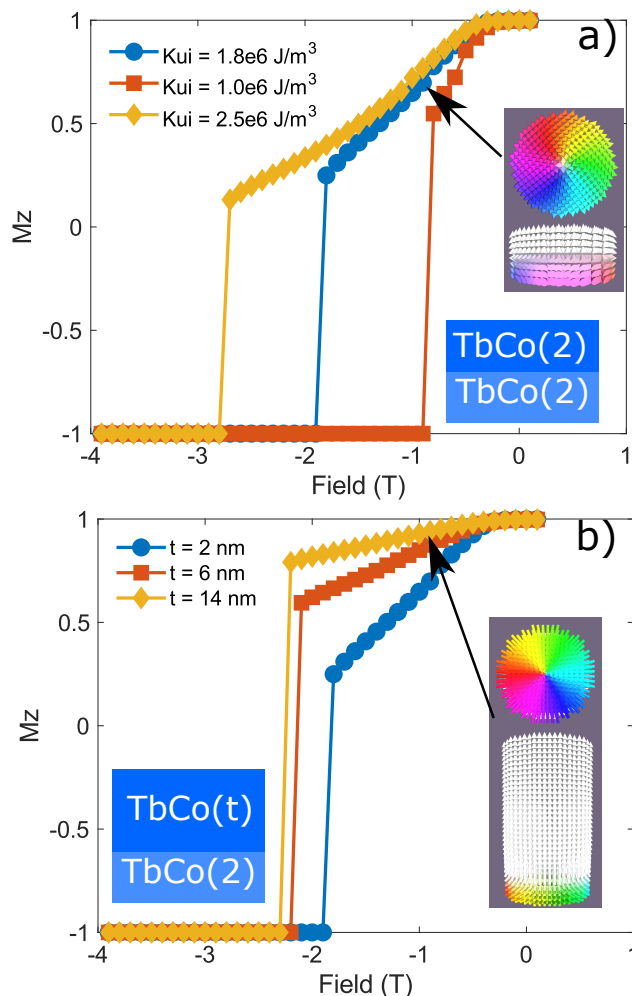 a)
Kui = 1.8e6 J/m³
Kui = 1.0e6 J/m³
Kui = 2.5e6 J/m³
1
0.5
0
-0.5
-1
Mz
TbCo(2)
TbCo(2)
-4 -3 -2 -1 0 1
Field (T)
b)
t = 2 nm
t = 6 nm
t = 14 nm
1
0.5
0
-0.5
-1
Mz
TbCo(t)
TbCo(2)
-4 -3 -2 -1 0 1
Field (T)